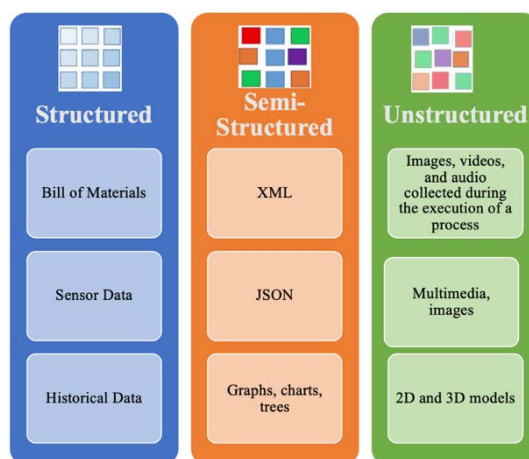 Structured
Bill of Materials
Sensor Data
Historical Data
Semi-
Structured
XML
JSON
Graphs, charts,
trees
Unstructured
Images, videos,
and audio
collected during
the execution of a
process
Multimedia,
images
2D and 3D models